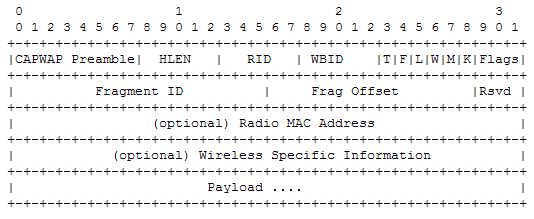 0                   1                   2                   3
 0 1 2 3 4 5 6 7 8 9 0 1 2 3 4 5 6 7 8 9 0 1 2 3 4 5 6 7 8 9 0 1
+-+-+-+-+-+-+-+-+-+-+-+-+-+-+-+-+-+-+-+-+-+-+-+-+-+-+-+-+-+-+-+-+
|CAPWAP Preamble|  HLEN   |   RID   | WBID    |T|F|L|W|M|K|Flags|
+-+-+-+-+-+-+-+-+-+-+-+-+-+-+-+-+-+-+-+-+-+-+-+-+-+-+-+-+-+-+-+-+
|          Fragment ID          |     Frag Offset         |Rsvd |
+-+-+-+-+-+-+-+-+-+-+-+-+-+-+-+-+-+-+-+-+-+-+-+-+-+-+-+-+-+-+-+-+
|                 (optional) Radio MAC Address                  |
+-+-+-+-+-+-+-+-+-+-+-+-+-+-+-+-+-+-+-+-+-+-+-+-+-+-+-+-+-+-+-+-+
|            (optional) Wireless Specific Information           |
+-+-+-+-+-+-+-+-+-+-+-+-+-+-+-+-+-+-+-+-+-+-+-+-+-+-+-+-+-+-+-+-+
|                        Payload ....                           |
+-+-+-+-+-+-+-+-+-+-+-+-+-+-+-+-+-+-+-+-+-+-+-+-+-+-+-+-+-+-+-+-+